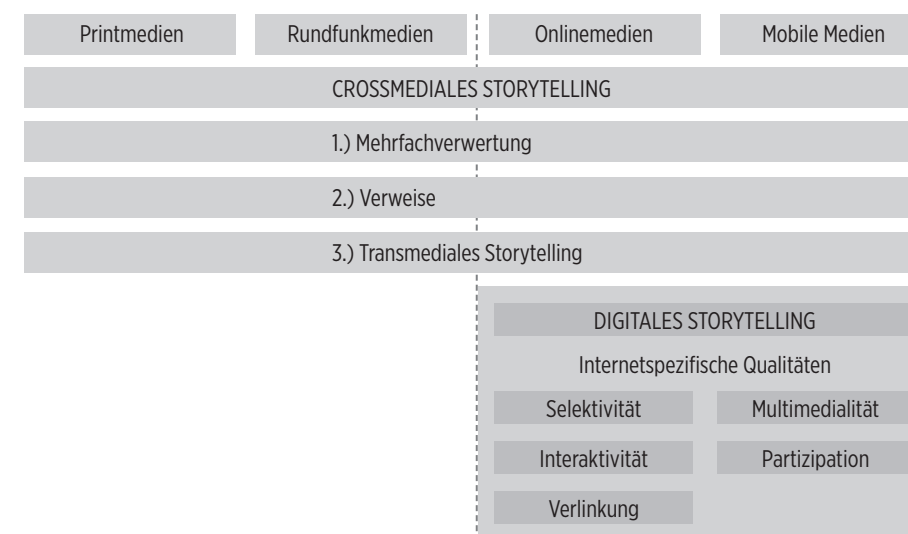 Printmedien Rundfunkmedien Onlinemedien Mobile Medien
CROSSMEDIALES STORYTELLING
1.) Mehrfachverwertung
2.) Verweise
3.) Transmediales Storytelling
DIGITALES STORYTELLING
Internetspezifische Qualitäten
Selektivität Multimedialität
Interaktivität Partizipation
Verlinkung